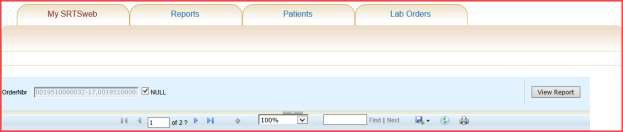 My SRTSweb Reports Patients Lab Orders
OrderNbr 0019510000032-17,0019510000 NULL View Report
1 of 2 ? 100% Find | Next